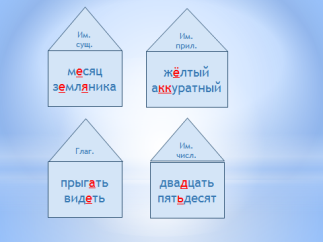 Им.
сущ.
месяц
земляника
Им.
прил.
жёлтый
аккуратный
Глаг.
прыгать
видеть
Им.
числ.
двадцать
пятьдесят